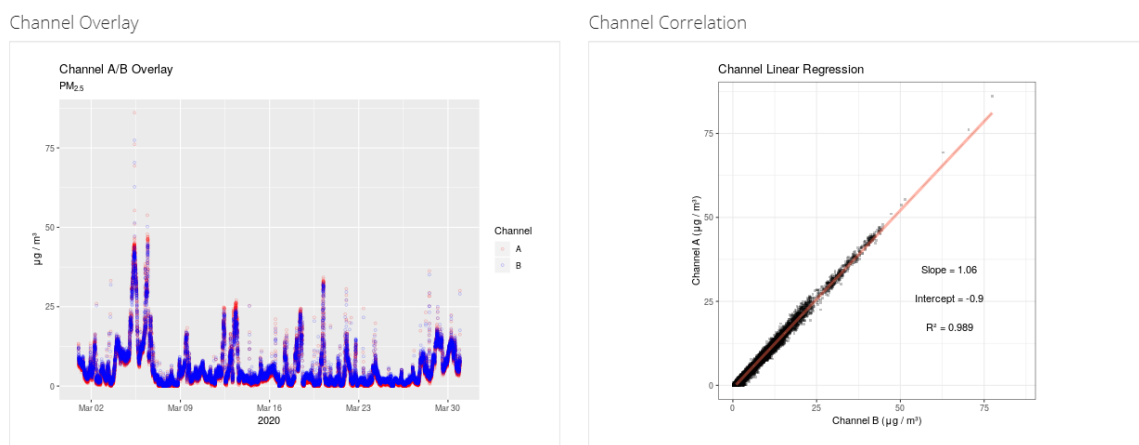 Channel Overlay
Channel A/B Overlay
PM2.5
75
50
25
0
µg / m³
Mar 02 Mar 09 Mar 16 Mar 23 Mar 30
2020
Channel
A
B
Channel Correlation
Channel Linear Regression
75
50
25
0
Channel A (µg / m³)
Slope = 1.06
Intercept = -0.9
R² = 0.989
0 25 50 75
Channel B (µg / m³)